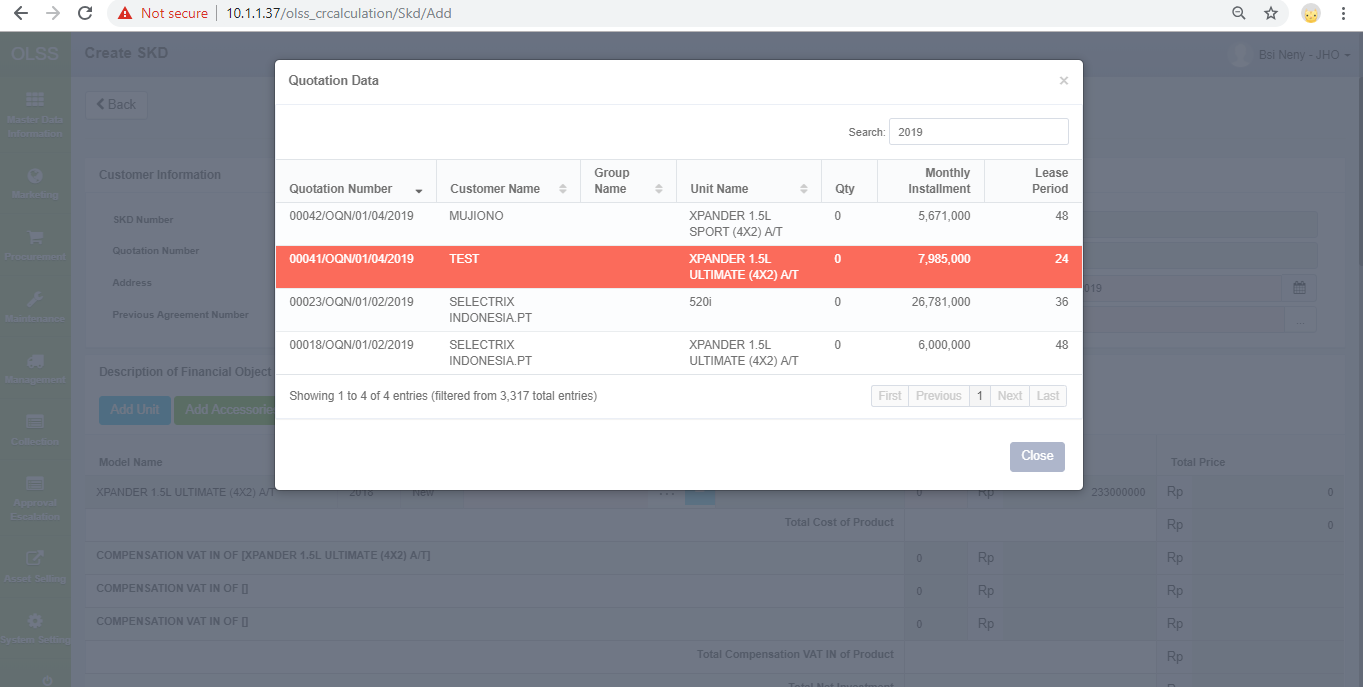 Not secure | 10.1.1.37/olss_crcalculation/Skd/Add
OLSS
Create SKD
Bsi Neny - JHO
Back
Master Data
Information
Marketing
Procurement
Maintenance
Management
Collection
Approval
Escalation
Asset Selling
System Setting
Customer Information
SKD Number
Quotation Number
Address
2019
Previous Agreement Number
...
Quotation Data
×
Search: 2019
Quotation Number Customer Name Group Name Unit Name Qty Monthly Installment Lease Period
00042/OQN/01/04/2019 MUJIONO XPANDER 1.5L 0 5,671,000 48
SPORT (4X2) A/T
00041/OQN/01/04/2019 TEST XPANDER 1.5L 0 7,985,000 24
ULTIMATE (4X2) A/T
00023/OQN/01/02/2019 SELECTRIX 520i 0 26,781,000 36
INDONESIA.PT
00018/OQN/01/02/2019 SELECTRIX XPANDER 1.5L 0 6,000,000 48
INDONESIA.PT ULTIMATE (4X2) A/T
Showing 1 to 4 of 4 entries (filtered from 3,317 total entries)
First Previous 1 Next Last
Close
Description of Financial Object
Add Unit Add Accessorie
Model Name Total Price
XPANDER 1.5L ULTIMATE (4X2) A/T 2018 New ... 0 Rp 233000000 Rp 0
Total Cost of Product Rp 0
COMPENSATION VAT IN OF [XPANDER 1.5L ULTIMATE (4X2) A/T] 0 Rp Rp
COMPENSATION VAT IN OF [] 0 Rp Rp
COMPENSATION VAT IN OF [] 0 Rp Rp
Total Compensation VAT IN of Product Rp
Total Net Investment Rp